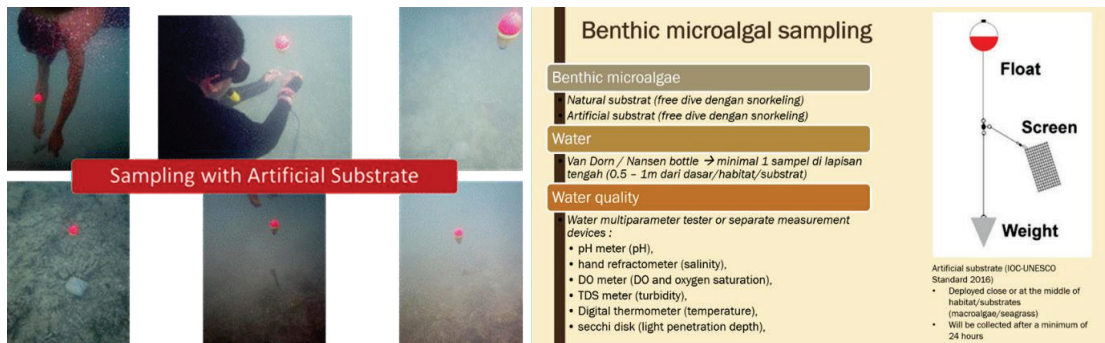 Sampling with Artificial Substrate
Benthic microalgal sampling
Benthic microalgae
• Natural substrat (free dive dengan snorkeling)
• Artificial substrat (free dive dengan snorkeling)
Water
• Van Dorn / Nansen bottle → minimal 1 sampel di lapisan
tengah (0.5 – 1m dari dasar/habitat/substrat)
Water quality
• Water multiparameter tester or separate measurement
devices :
• pH meter (pH),
• hand refractometer (salinity),
• DO meter (DO and oxygen saturation),
• TDS meter (turbidity),
• Digital thermometer (temperature),
• secchi disk (light penetration depth),
Float
Screen
Weight
Artificial substrate (IOC-UNESCO
Standard 2016)
• Deployed close or at the middle of
habitat/substrates
(macroalgae/seagrass)
• Will be collected after a minimum of
24 hours